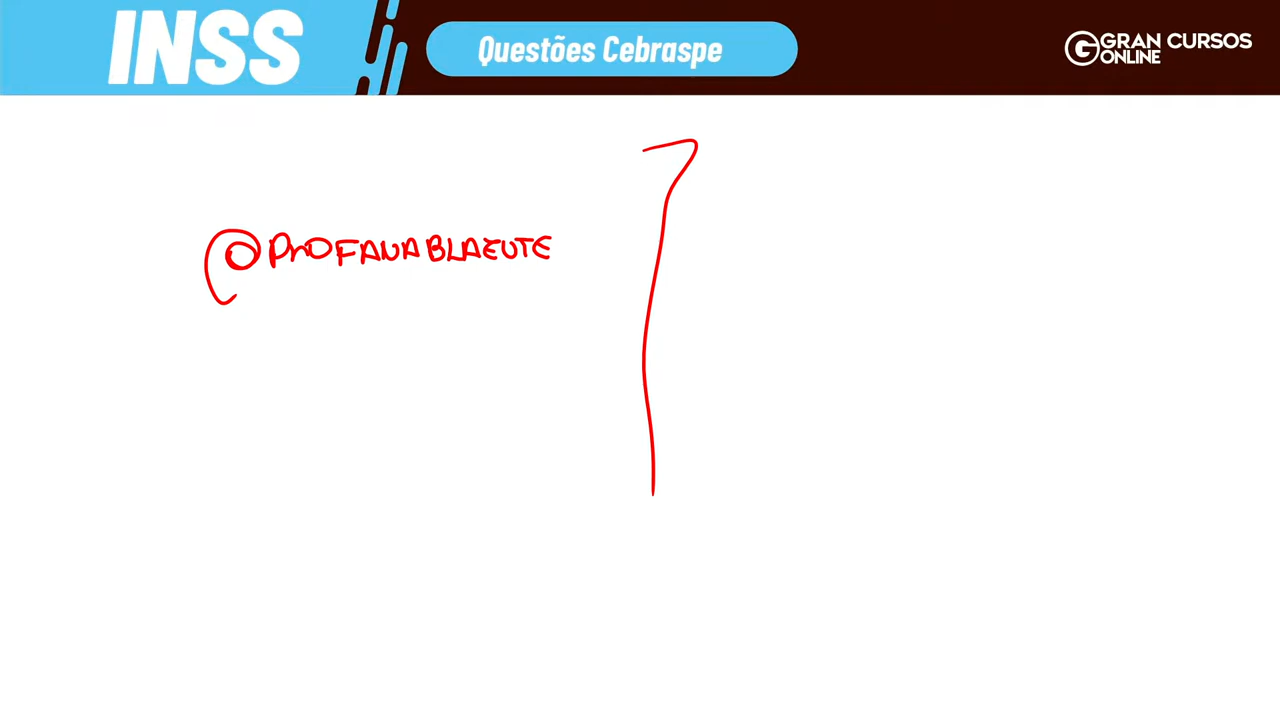 INSS
Questões Cebraspe
GRAN CURSOS
ONLINE
@PROFANABLAEUTE